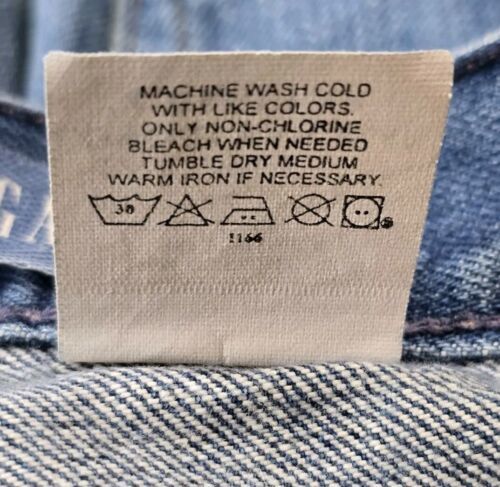 MACHINE WASH COLD
WITH LIKE COLORS.
ONLY NON-CHLORINE
BLEACH WHEN NEEDED
TUMBLE DRY MEDIUM
WARM IRON IF NECESSARY.
30
1166
GA